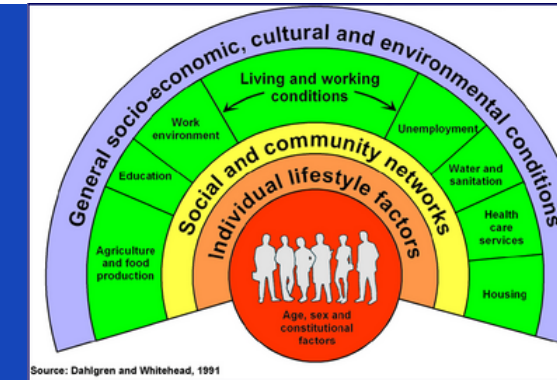 General socio-economic, cultural and environmental conditions
Living and working
conditions
Work
environment
Unemployment
Education
Water and
sanitation
Social and community networks
Individual lifestyle factors
Agriculture
and food
production
Health
care
services
Housing
Age, sex and
constitutional
factors
Source: Dahlgren and Whitehead, 1991